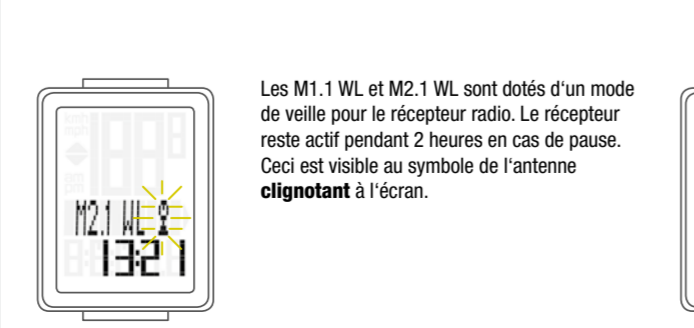 Les M1.1 WL et M2.1 WL sont dotés d‘un mode
de veille pour le récepteur radio. Le récepteur
reste actif pendant 2 heures en cas de pause.
Ceci est visible au symbole de l‘antenne
clignotant à l‘écran.
kmh
mph
M2.1 WL
13:21